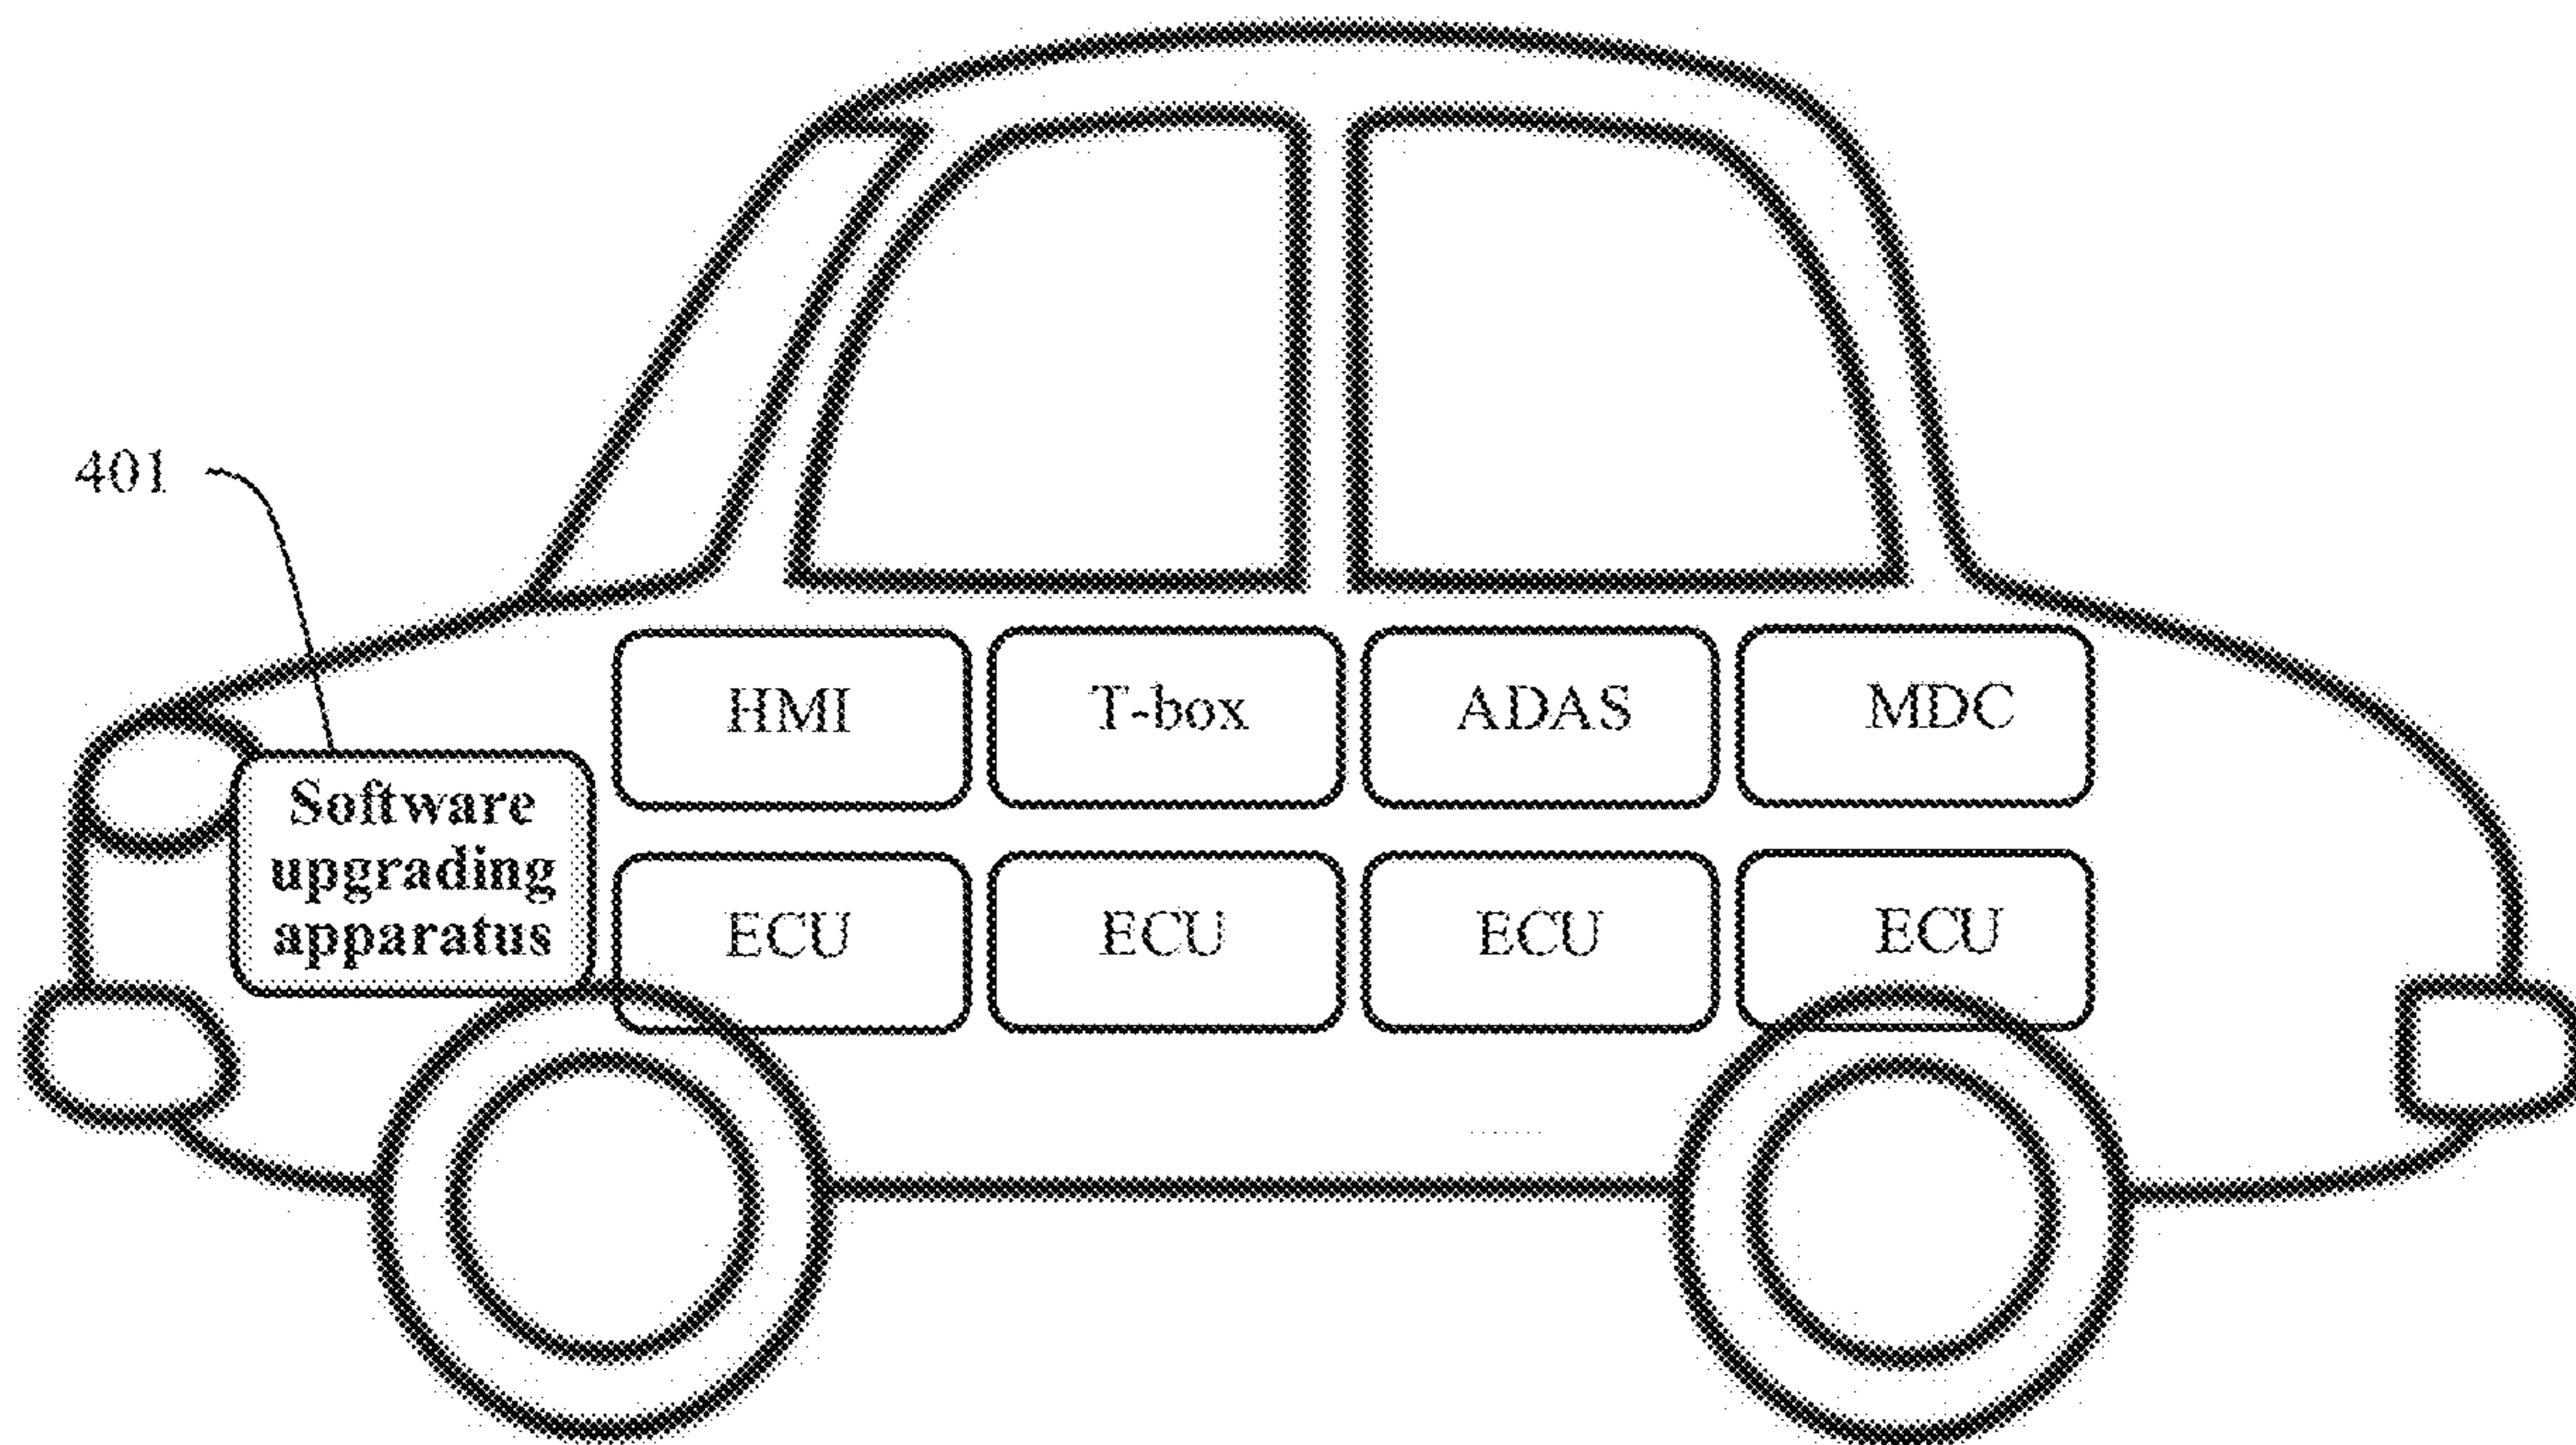 401
HMI
T-box
ADAS
MDC
Software
upgrading
apparatus
ECU
ECU
ECU
ECU